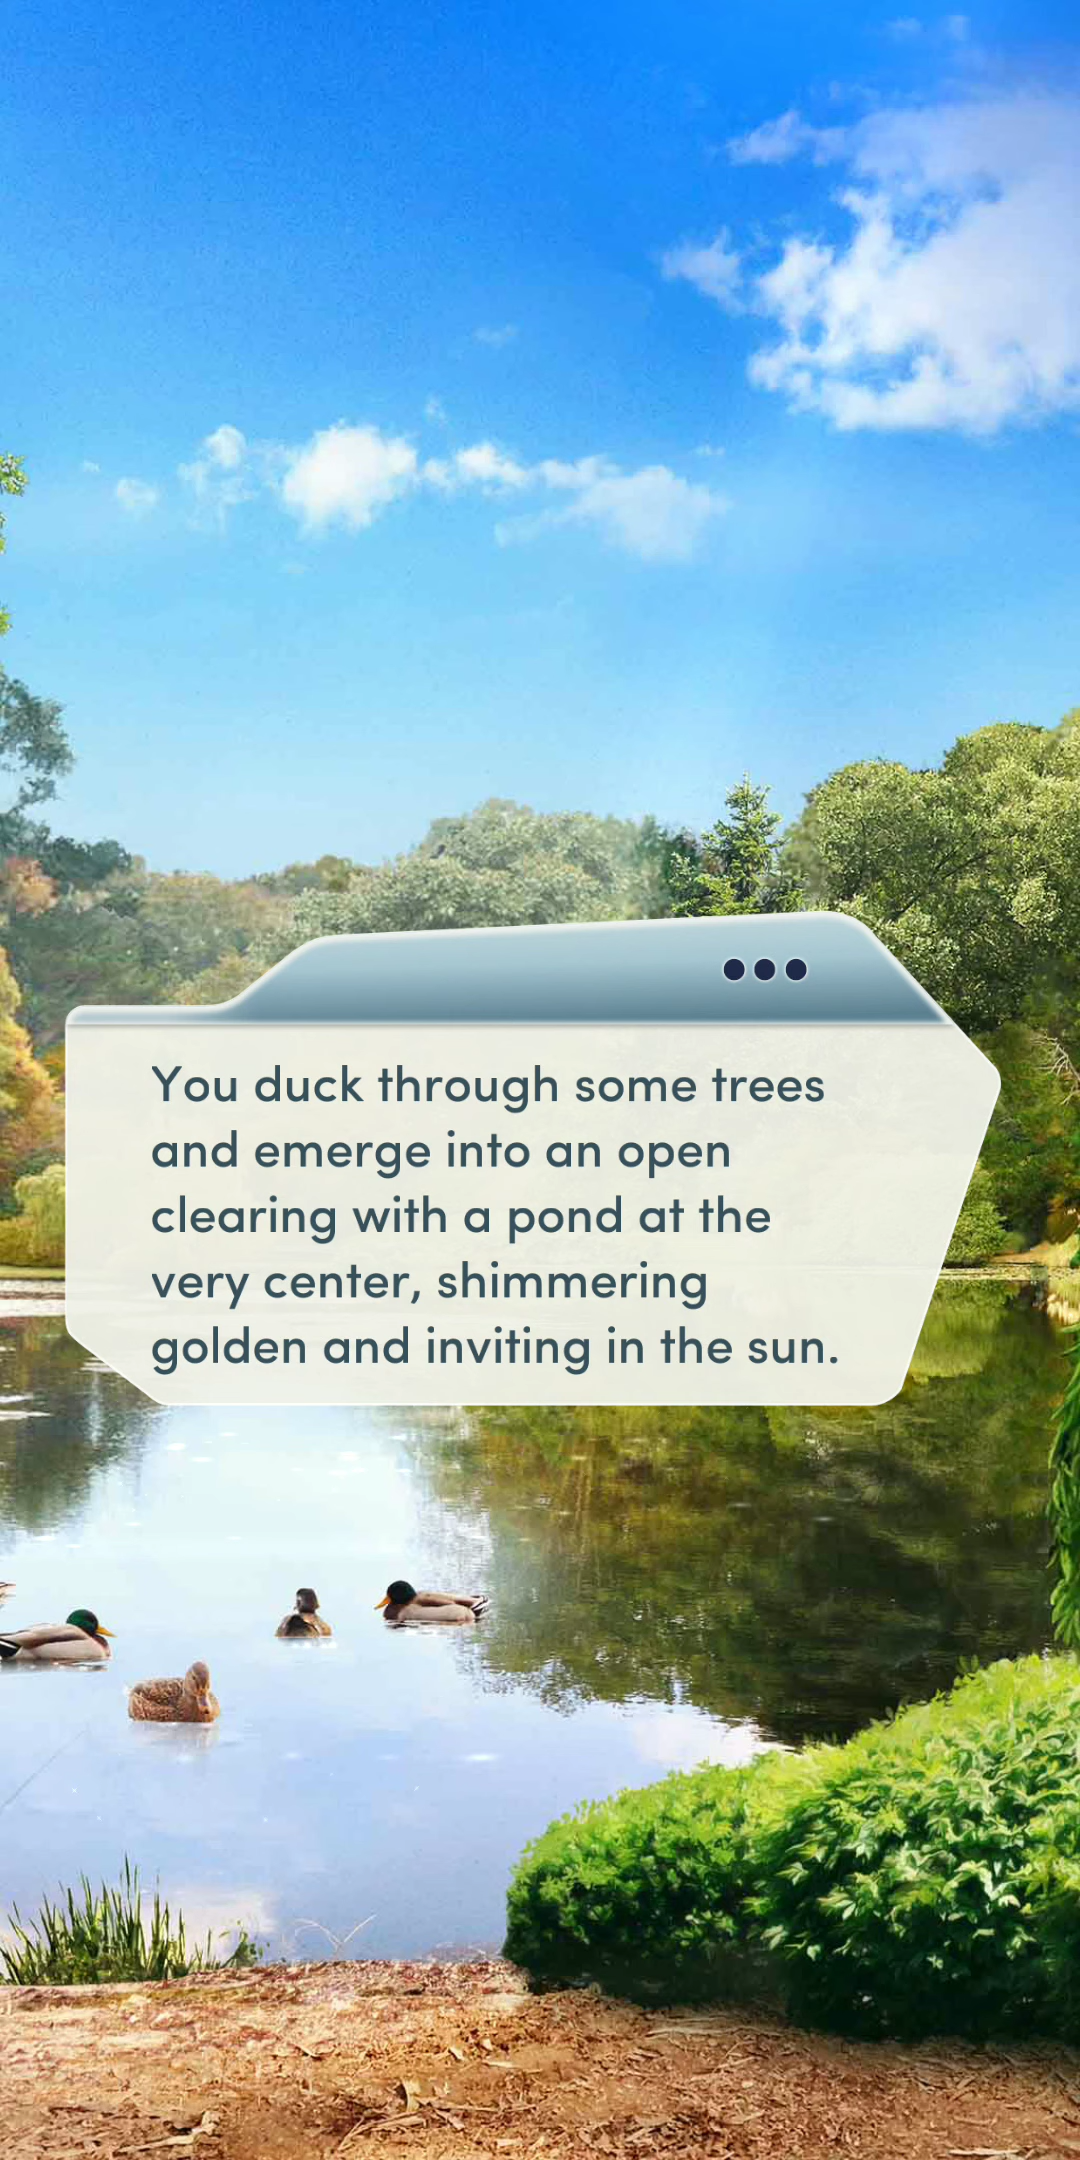 You duck through some trees
and emerge into an open
clearing with a pond at the
very center, shimmering
golden and inviting in the sun.